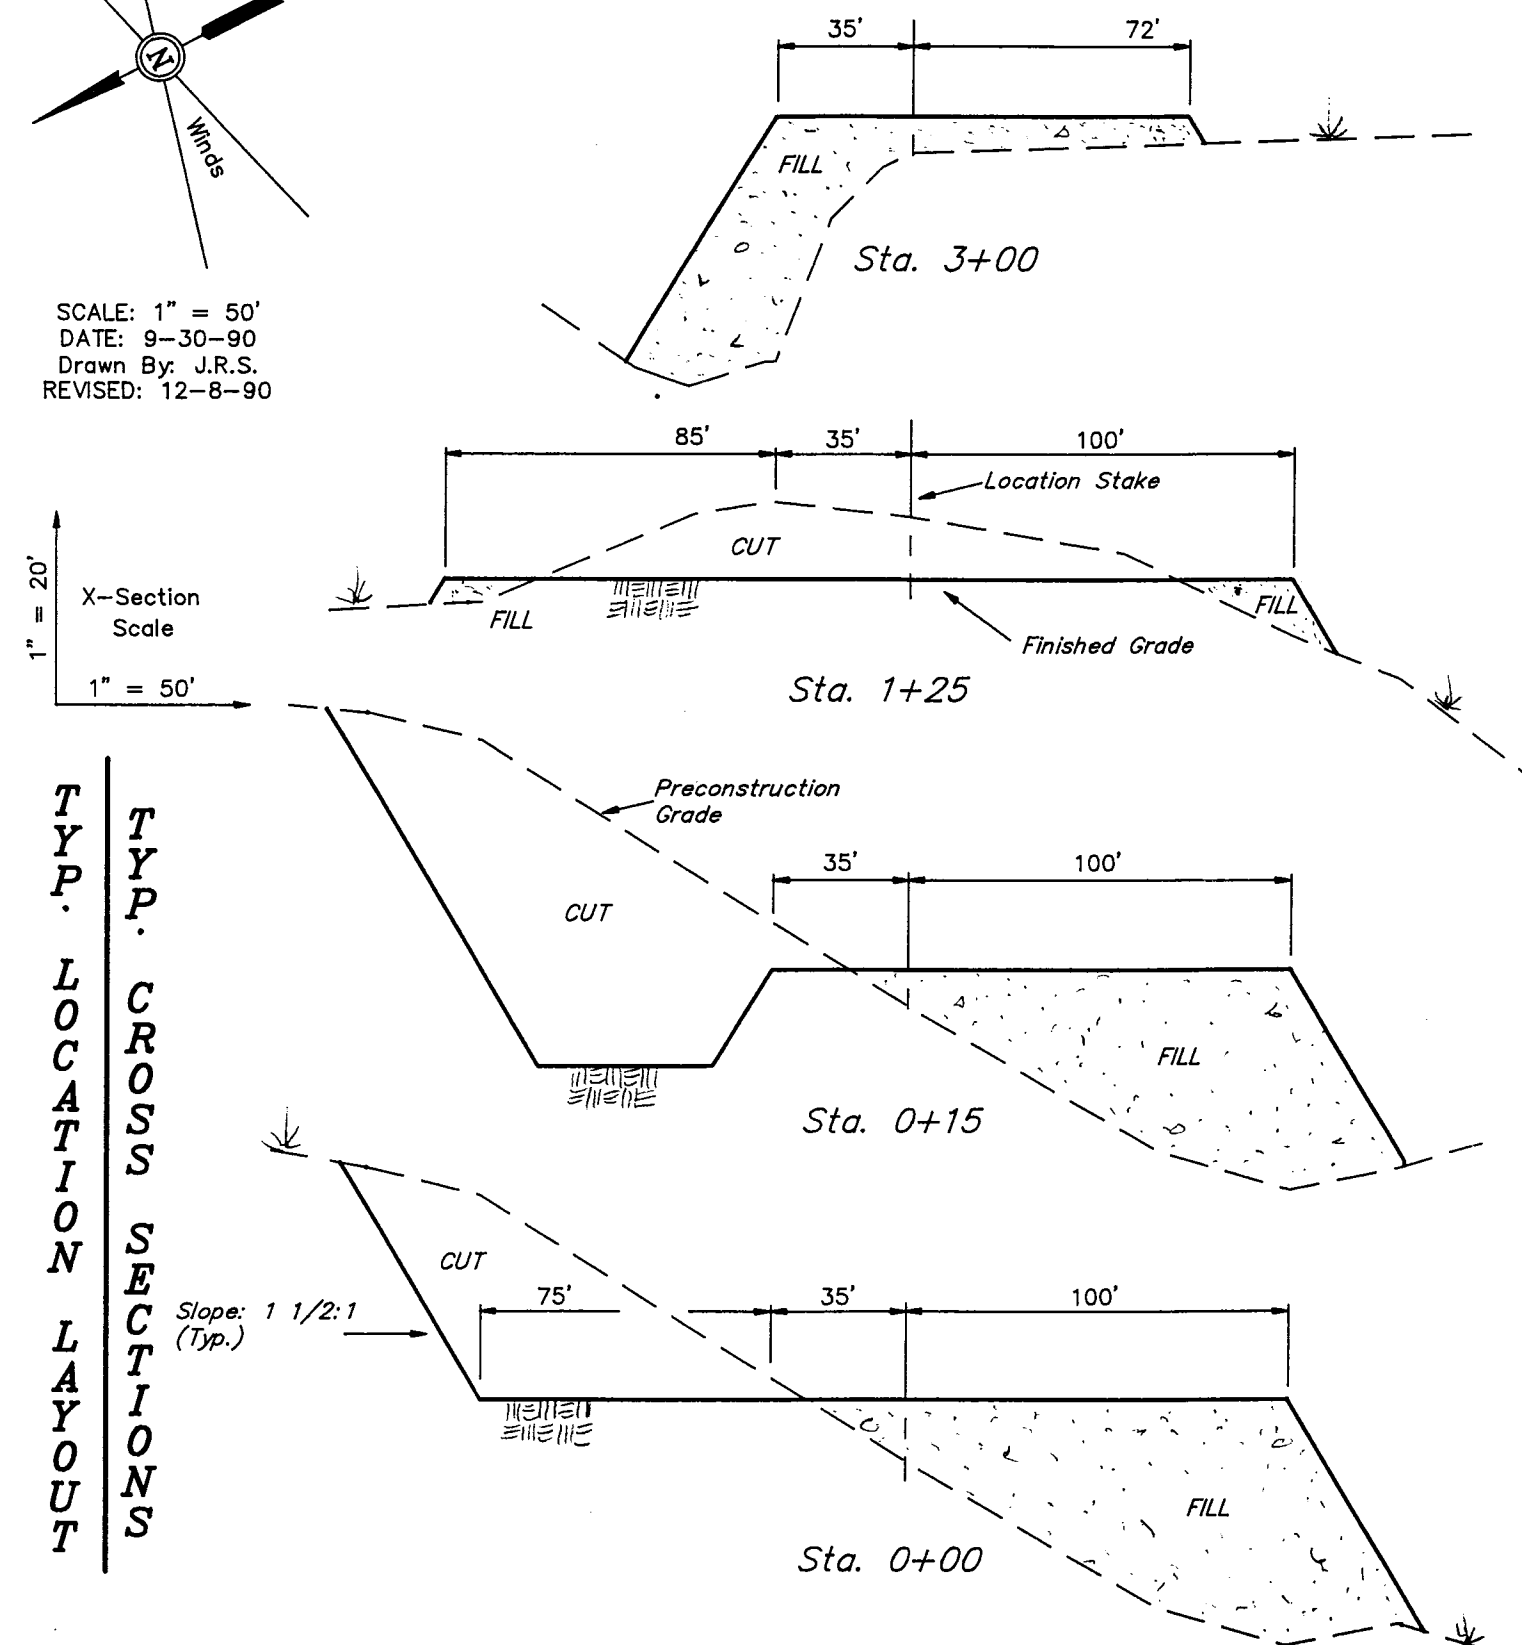 N
Winds
SCALE: 1" = 50'
DATE: 9-30-90
Drawn By: J.R.S.
REVISED: 12-8-90
35'
72'
FILL
Sta. 3+00
85'
35'
100'
Location Stake
CUT
FILL
FILL
Finished Grade
Sta. 1+25
1" = 20'
X-Section
Scale
1" = 50'
TYP. LOCATION LAYOUT
TYP. CROSS SECTIONS
Preconstruction
Grade
35'
100'
CUT
FILL
Sta. 0+15
CUT
Slope: 1 1/2:1
(Typ.)
75'
35'
100'
FILL
Sta. 0+00